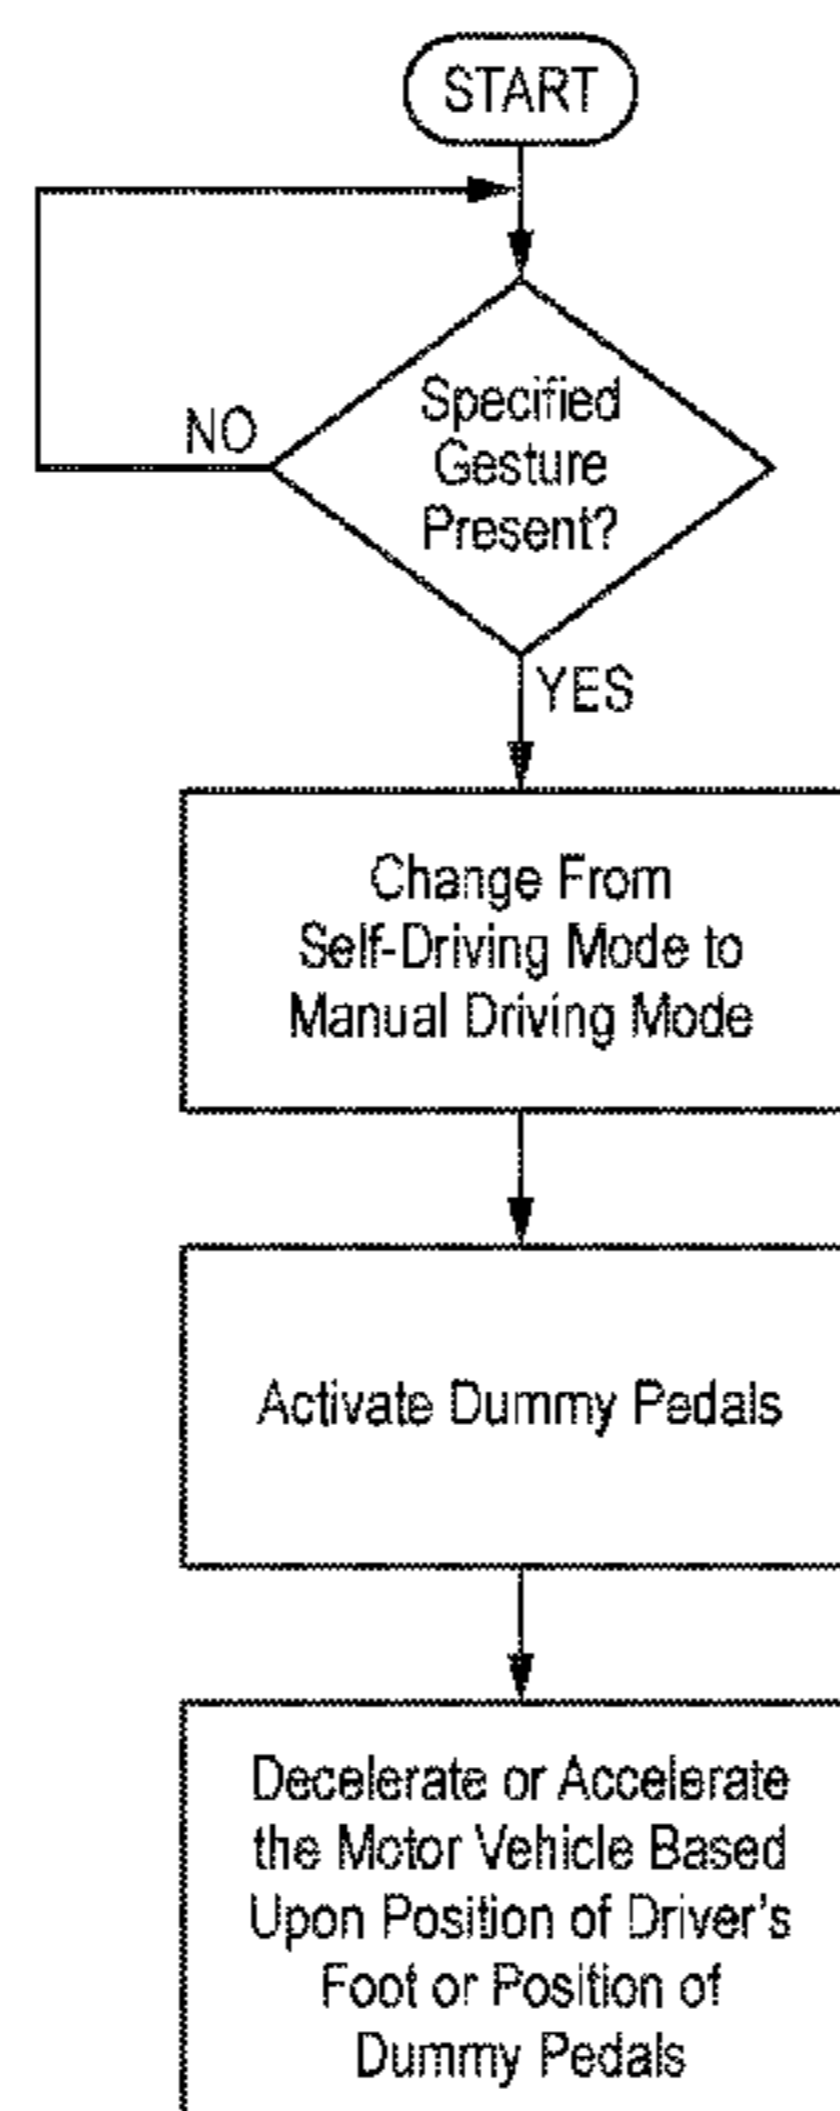 START
NO
Specified
Gesture
Present?
YES
Change From
Self-Driving Mode to
Manual Driving Mode
Activate Dummy Pedals
Decelerate or Accelerate
the Motor Vehicle Based
Upon Position of Driver's
Foot or Position of
Dummy Pedals